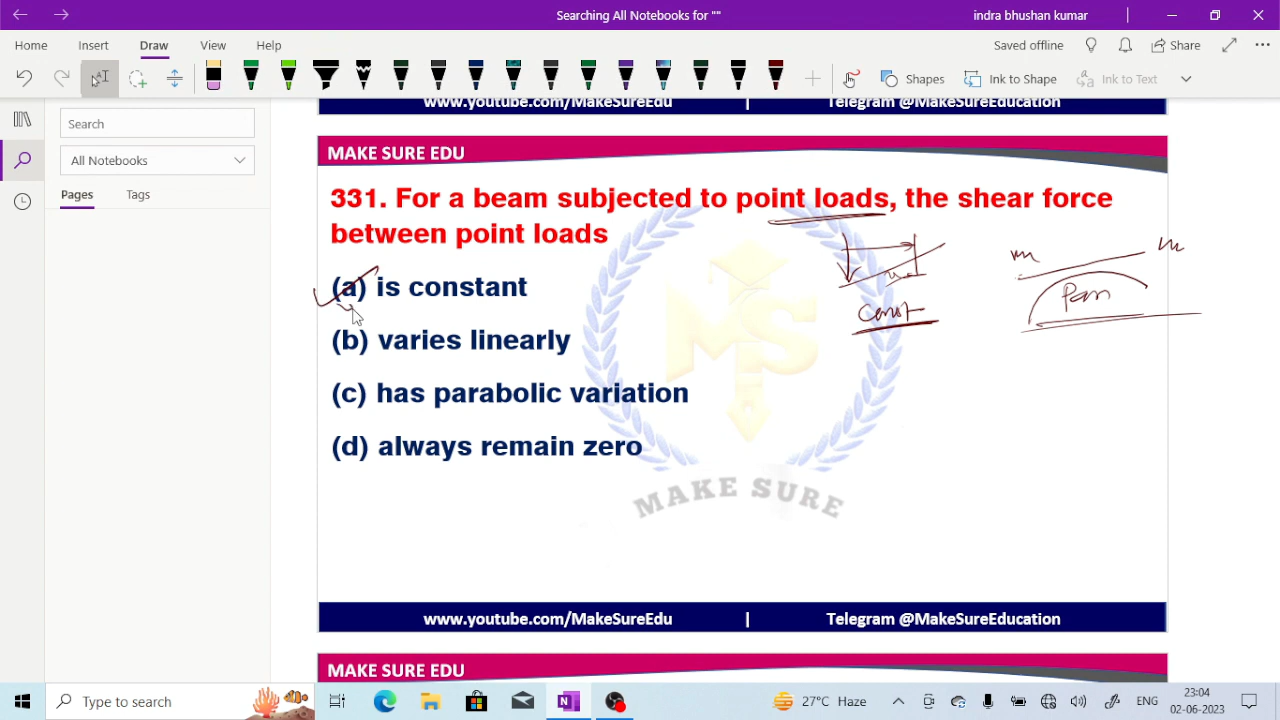 Searching All Notebooks for ""
indra bhushan kumar
Home Insert Draw View Help
Saved offline
Share
Shapes
Ink to Shape
Ink to Text
Search
All Notebooks
Pages Tags
www.youtube.com/MakeSureEdu | Telegram @MakeSureEducation
MAKE SURE EDU
331. For a beam subjected to point loads, the shear force
between point loads
(a) is constant
(b) varies linearly
(c) has parabolic variation
(d) always remain zero
const
MS
MAKE SURE
www.youtube.com/MakeSureEdu | Telegram @MakeSureEducation
MAKE SURE EDU
Type to search
27°C Haze
ENG
23:04
02-06-2023